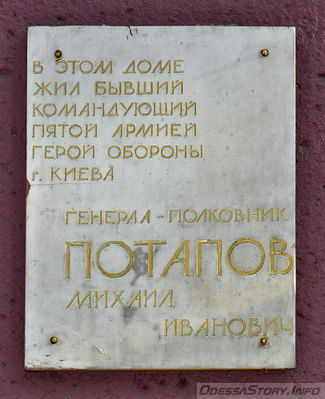 В ЭТОМ ДОМЕ
ЖИЛ БЫВШИЙ
КОМАНДУЮЩИЙ
ПЯТОЙ АРМИЕЙ
ГЕРОЙ ОБОРОНЫ
г. КИЕВА
ГЕНЕРАЛ - ПОЛКОВНИК
ПОТАПОВ
МИХАИЛ
ИВАНОВИЧ
OdessaStory.Info